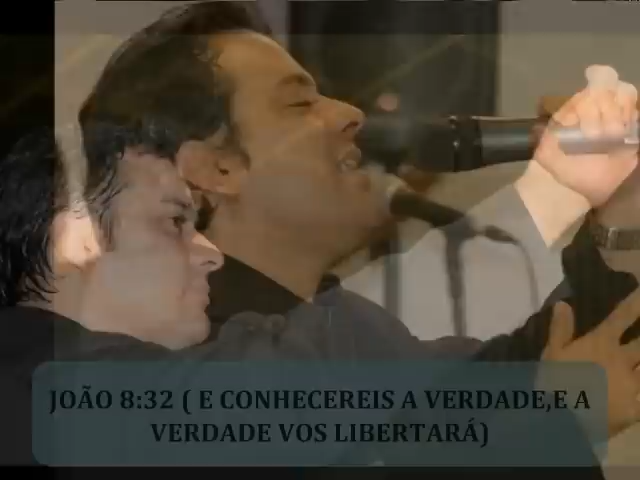 JOÃO 8:32 ( E CONHECEREIS A VERDADE,E A
VERDADE VOS LIBERTARÁ)